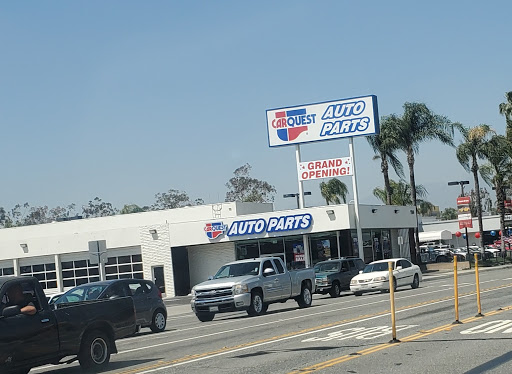 CARQUEST
AUTO
PARTS
GRAND
OPENING!
CARQUEST AUTO PARTS